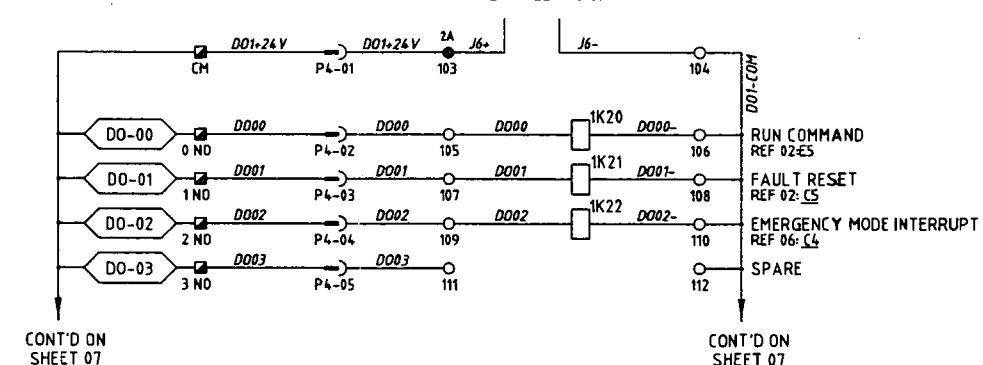 DO1+24V DO1+24V 2A J6+ J6- DO1-COM
CM P4-01 103 104
DO-00 DO00 DO00 DO00 1K20 DO00- RUN COMMAND
0 NO P4-02 105 106 REF 02:E5
DO-01 DO01 DO01 DO01 1K21 DO01- FAULT RESET
1 NO P4-03 107 108 REF 02: C5
DO-02 DO02 DO02 DO02 1K22 DO02- EMERGENCY MODE INTERRUPT
2 NO P4-04 109 110 REF 06: C4
DO-03 DO03 DO03 SPARE
3 NO P4-05 111 112
CONT'D ON CONT'D ON
SHEET 07 SHEET 07